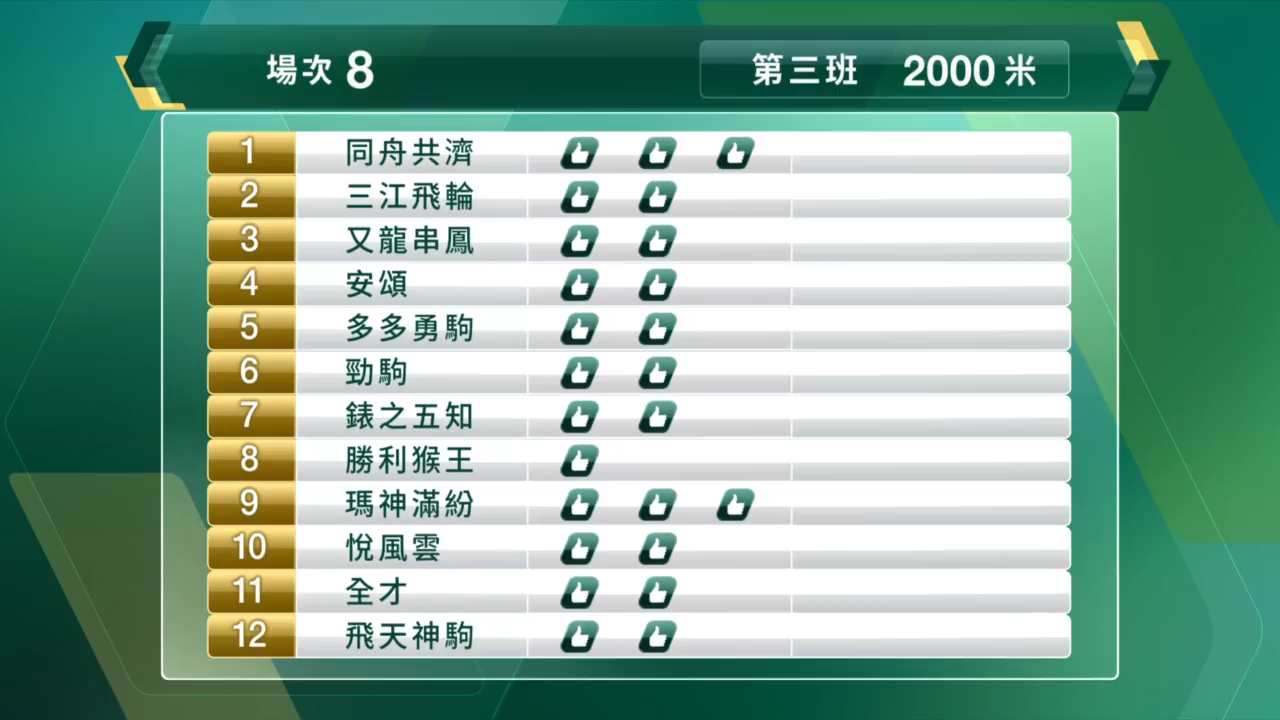 場次 8 第三班 2000 米
1 同舟共濟
2 三江飛輪
3 又龍串鳳
4 安頌
5 多多勇駒
6 勁駒
7 錶之五知
8 勝利猴王
9 瑪神滿紛
10 悅風雲
11 全才
12 飛天神駒